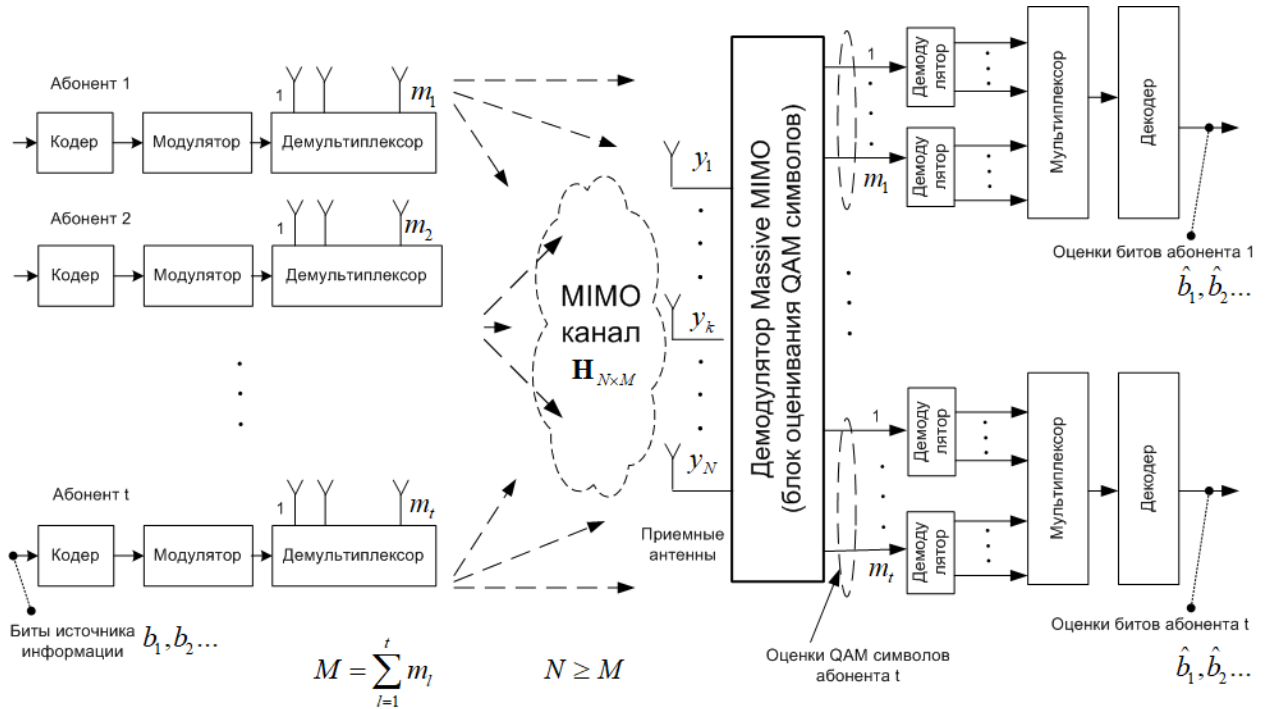 Абонент 1
1
m₁
Кодер
Модулятор
Демультиплексор
Абонент 2
1
m₂
Кодер
Модулятор
Демультиплексор
Абонент t
1
mₜ
Кодер
Модулятор
Демультиплексор
Биты источника
информации
b₁, b₂...
M = ∑ₗ₌₁ᵗ mₗ
N ≥ M
MIMO
канал
H N×M
y₁
yₖ
y_N
Приемные
антенны
Демодулятор Massive MIMO
(блок оценивания QAM символов)
1
m₁
Демоду
лятор
Демоду
лятор
Мультиплексор
Декодер
Оценки битов абонента 1
b̂₁, b̂₂...
1
mₜ
Демоду
лятор
Демоду
лятор
Мультиплексор
Декодер
Оценки QAM символов
абонента t
Оценки битов абонента t
b̂₁, b̂₂...